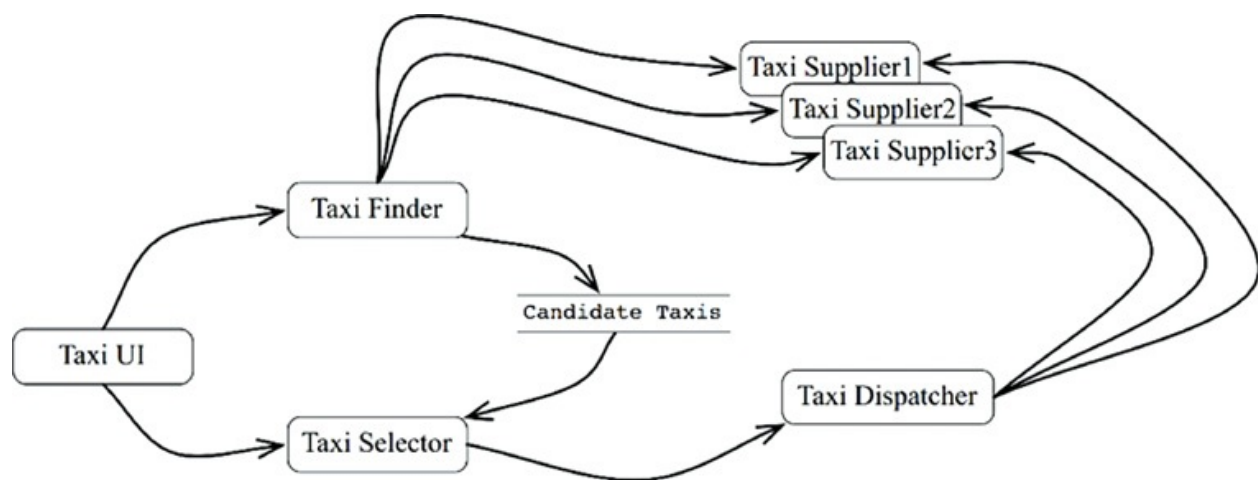 Taxi Supplier1
Taxi Supplier2
Taxi Supplier3
Taxi Finder
Candidate Taxis
Taxi UI
Taxi Dispatcher
Taxi Selector